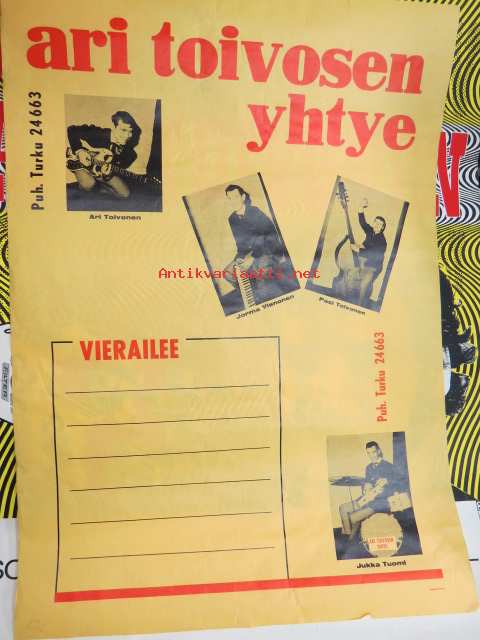 ari toivosen
yhtye
Puh. Turku 24663
Ari Toivonen
Antikvariaatti.net
Jorma Vienonen
Pasi Toivonen
VIERAILEE
Puh. Turku 24663
Jukka Tuomi